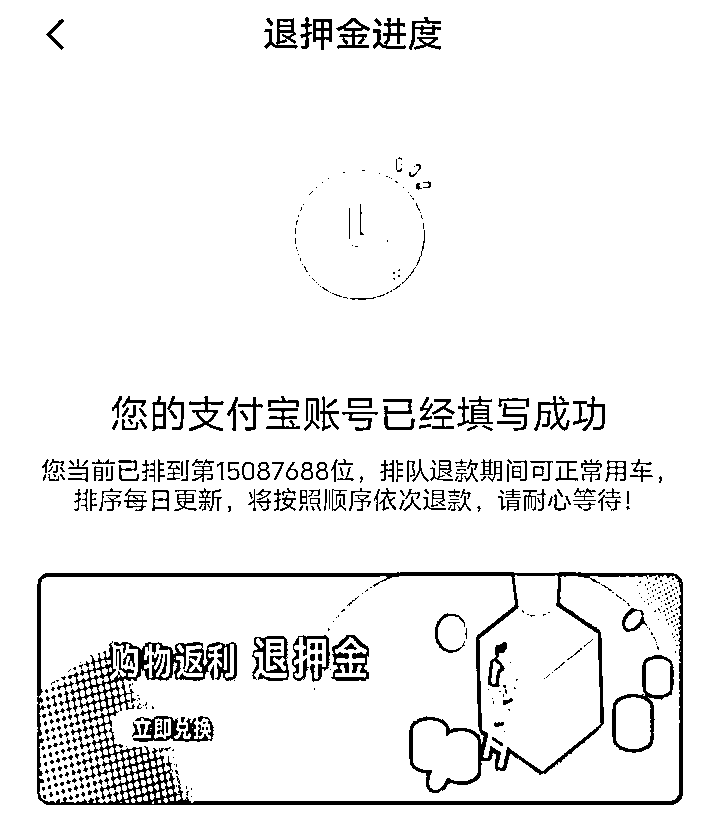 退押金进度
您的支付宝账号已经填写成功
您当前已排到第15087688位，排队退款期间可正常用车，
排序每日更新，将按照顺序依次退款，请耐心等待！
购物返利 退押金
立即兑换